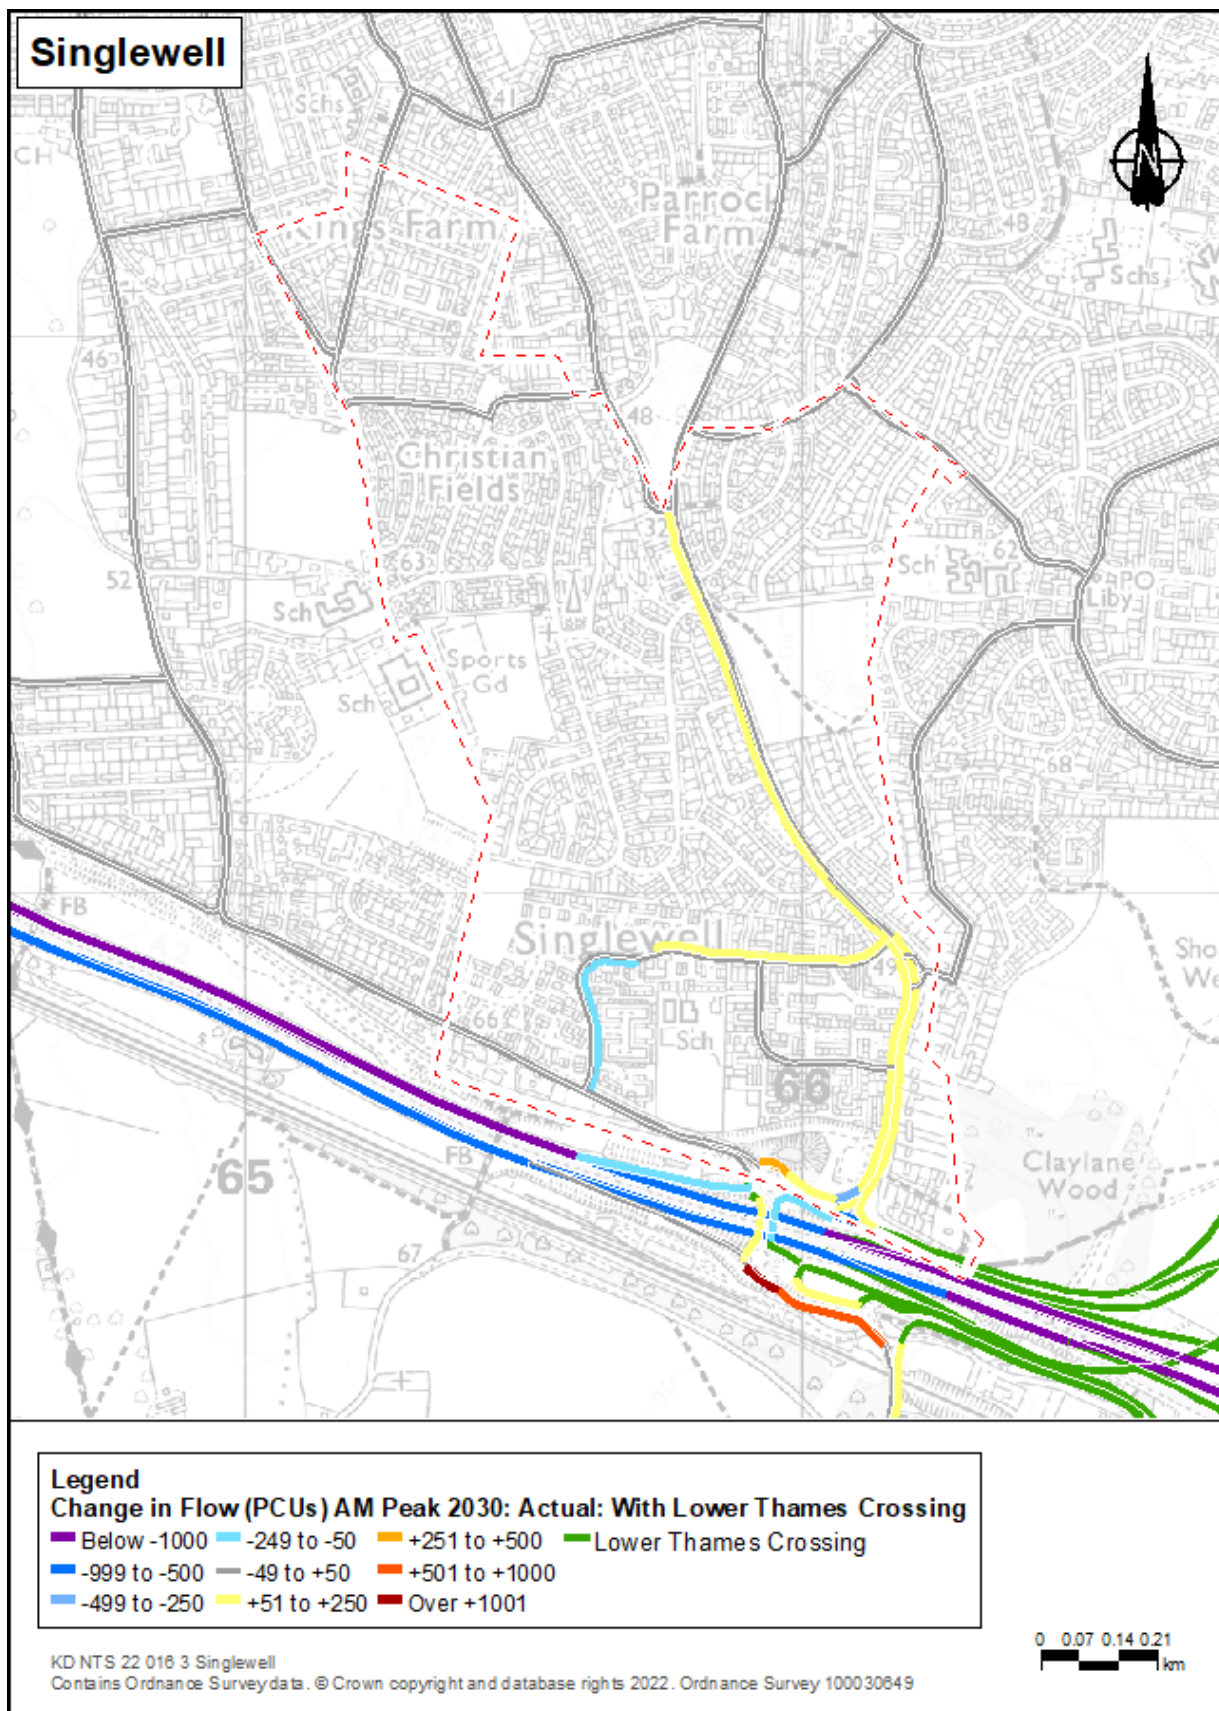 Singlewell
Schs
41
CH
Kings Farm
Parrock
Farm
48
Schs
46
48
Christian
Fields
32
63
52
Sch
Sch
62
Liby
Sports
Gd
Sch
68
FB
Singlewell
49
66
Sch
66
65
FB
Claylane
Wood
67
N
Legend
Change in Flow (PCUs) AM Peak 2030: Actual: With Lower Thames Crossing
Below -1000 -249 to -50 +251 to +500 Lower Thames Crossing
-999 to -500 -49 to +50 +501 to +1000
-499 to -250 +51 to +250 Over +1001
0 0.07 0.14 0.21
km
KD NTS 22 016 3 Singlewell
Contains Ordnance Survey data. © Crown copyright and database rights 2022. Ordnance Survey 100030649